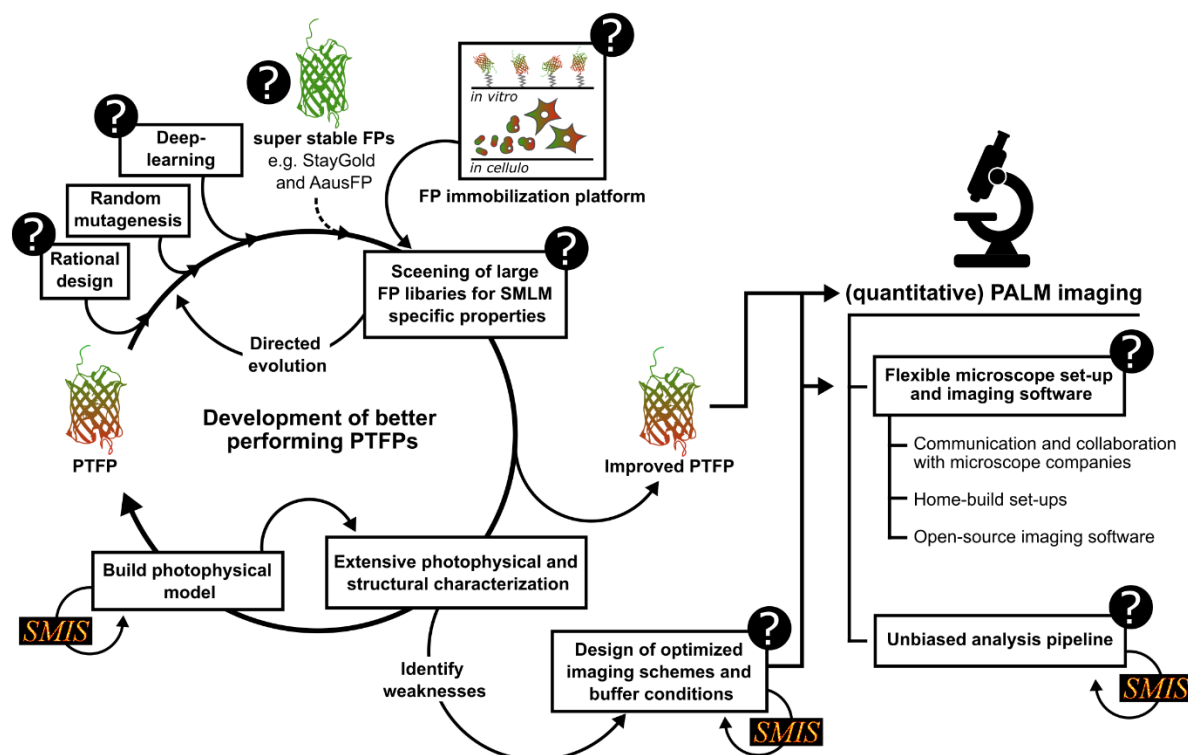 ?
?
super stable FPs
e.g. StayGold
and AausFP
?
in vitro
in cellulo
FP immobilization platform
?
Deep-
learning
Random
mutagenesis
?
Rational
design
?
Sceening of large
FP libaries for SMLM
specific properties
Directed
evolution
PTFP
Development of better
performing PTFPs
Improved PTFP
Build photophysical
model
SMIS
Extensive photophysical and
structural characterization
Identify
weaknesses
?
Design of optimized
imaging schemes and
buffer conditions
SMIS
(quantitative) PALM imaging
?
Flexible microscope set-up
and imaging software
Communication and collaboration
with microscope companies
Home-build set-ups
Open-source imaging software
?
Unbiased analysis pipeline
SMIS